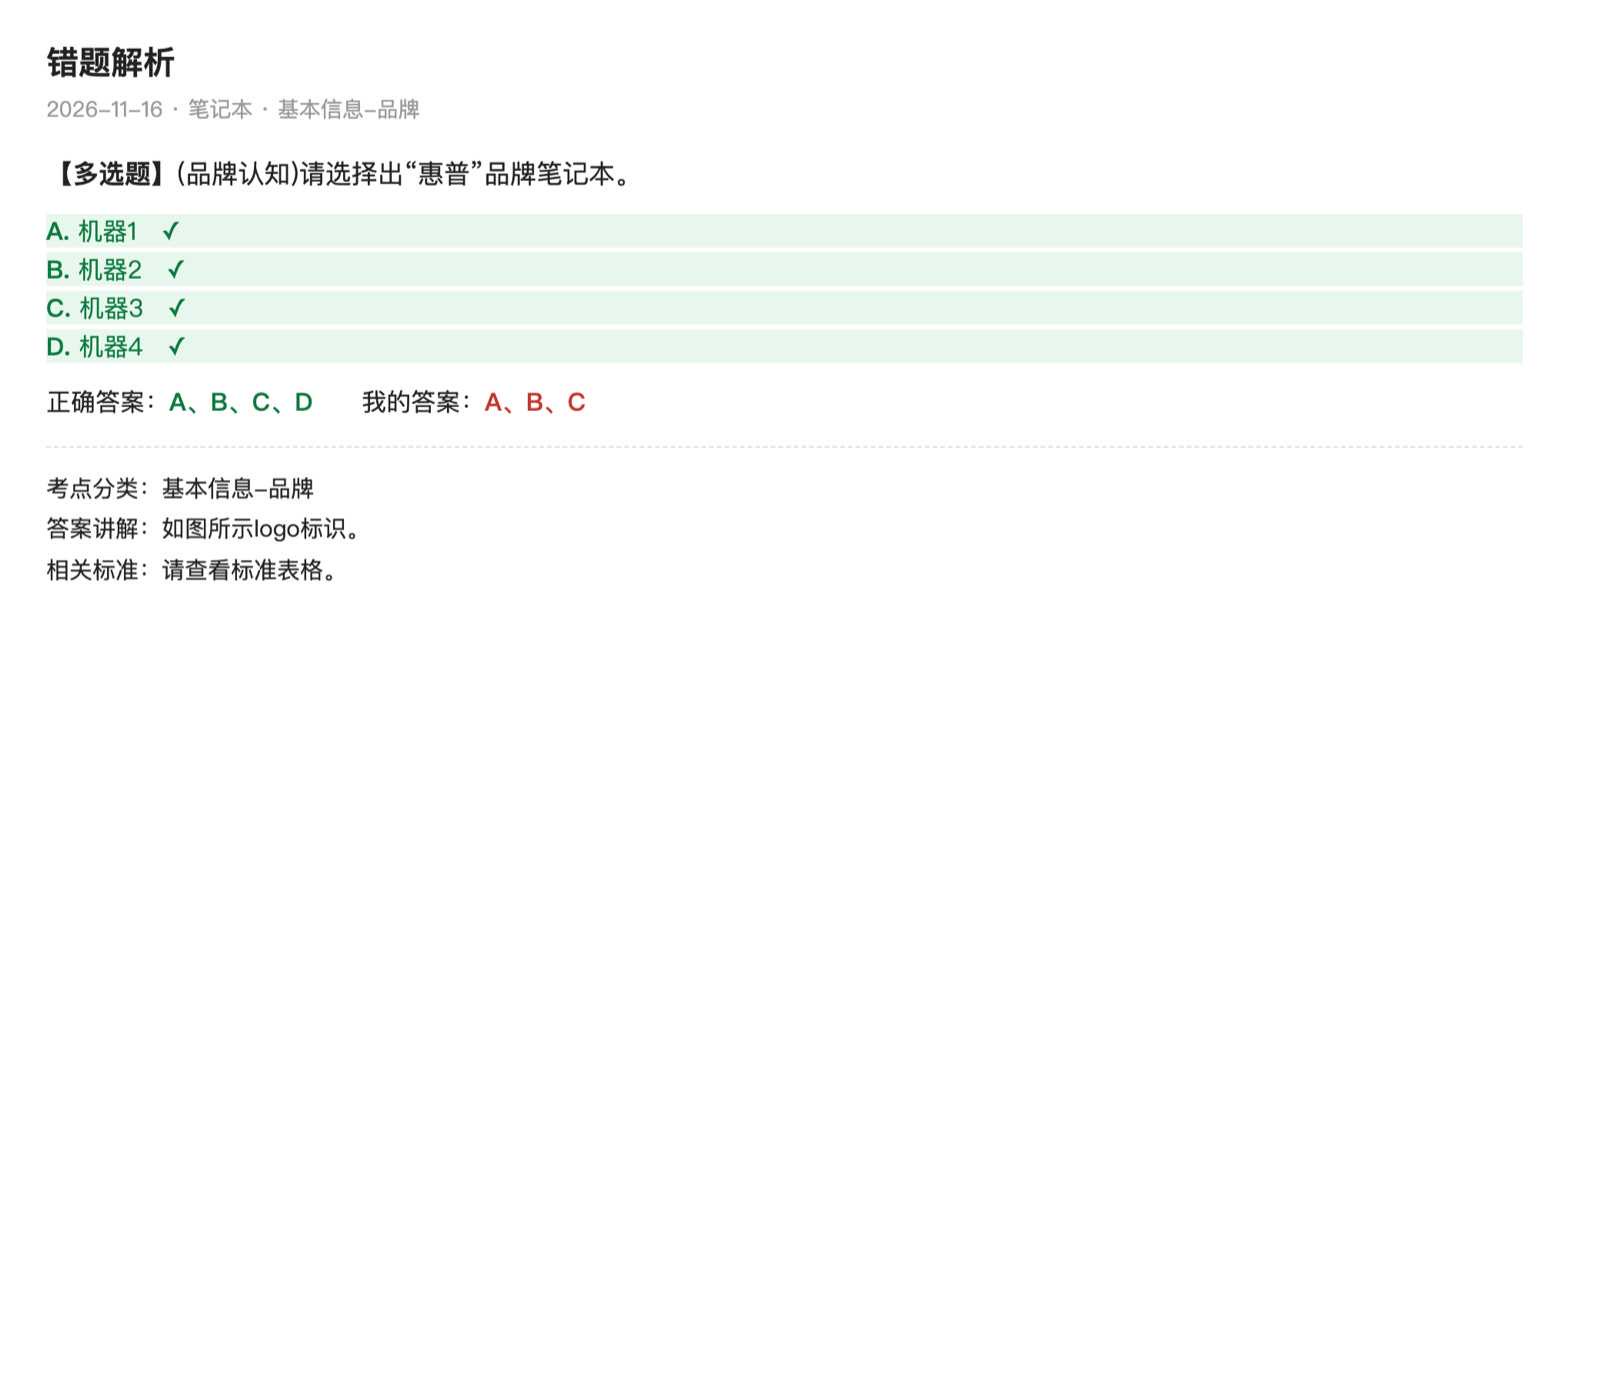 错题解析
2026-11-16 · 笔记本 · 基本信息-品牌
【多选题】(品牌认知)请选择出“惠普”品牌笔记本。
A. 机器1 ✓
B. 机器2 ✓
C. 机器3 ✓
D. 机器4 ✓
正确答案：A、B、C、D 我的答案：A、B、C
考点分类：基本信息-品牌
答案讲解：如图所示logo标识。
相关标准：请查看标准表格。